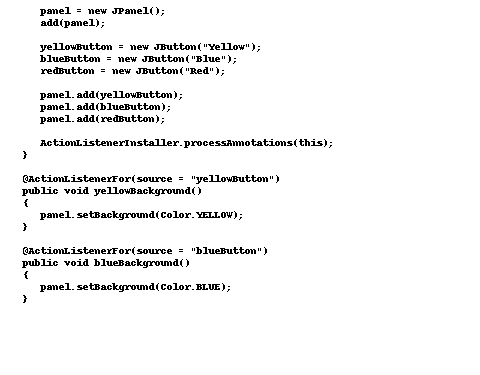 panel = new JPanel();
add(panel);
yellowButton = new JButton("Yellow");
blueButton = new JButton("Blue");
redButton = new JButton("Red");
panel.add(yellowButton);
panel.add(blueButton);
panel.add(redButton);
ActionListenerInstaller.processAnnotations(this);
}
@ActionListenerFor(source = "yellowButton")
public void yellowBackground()
{
panel.setBackground(Color.YELLOW);
}
@ActionListenerFor(source = "blueButton")
public void blueBackground()
{
panel.setBackground(Color.BLUE);
}